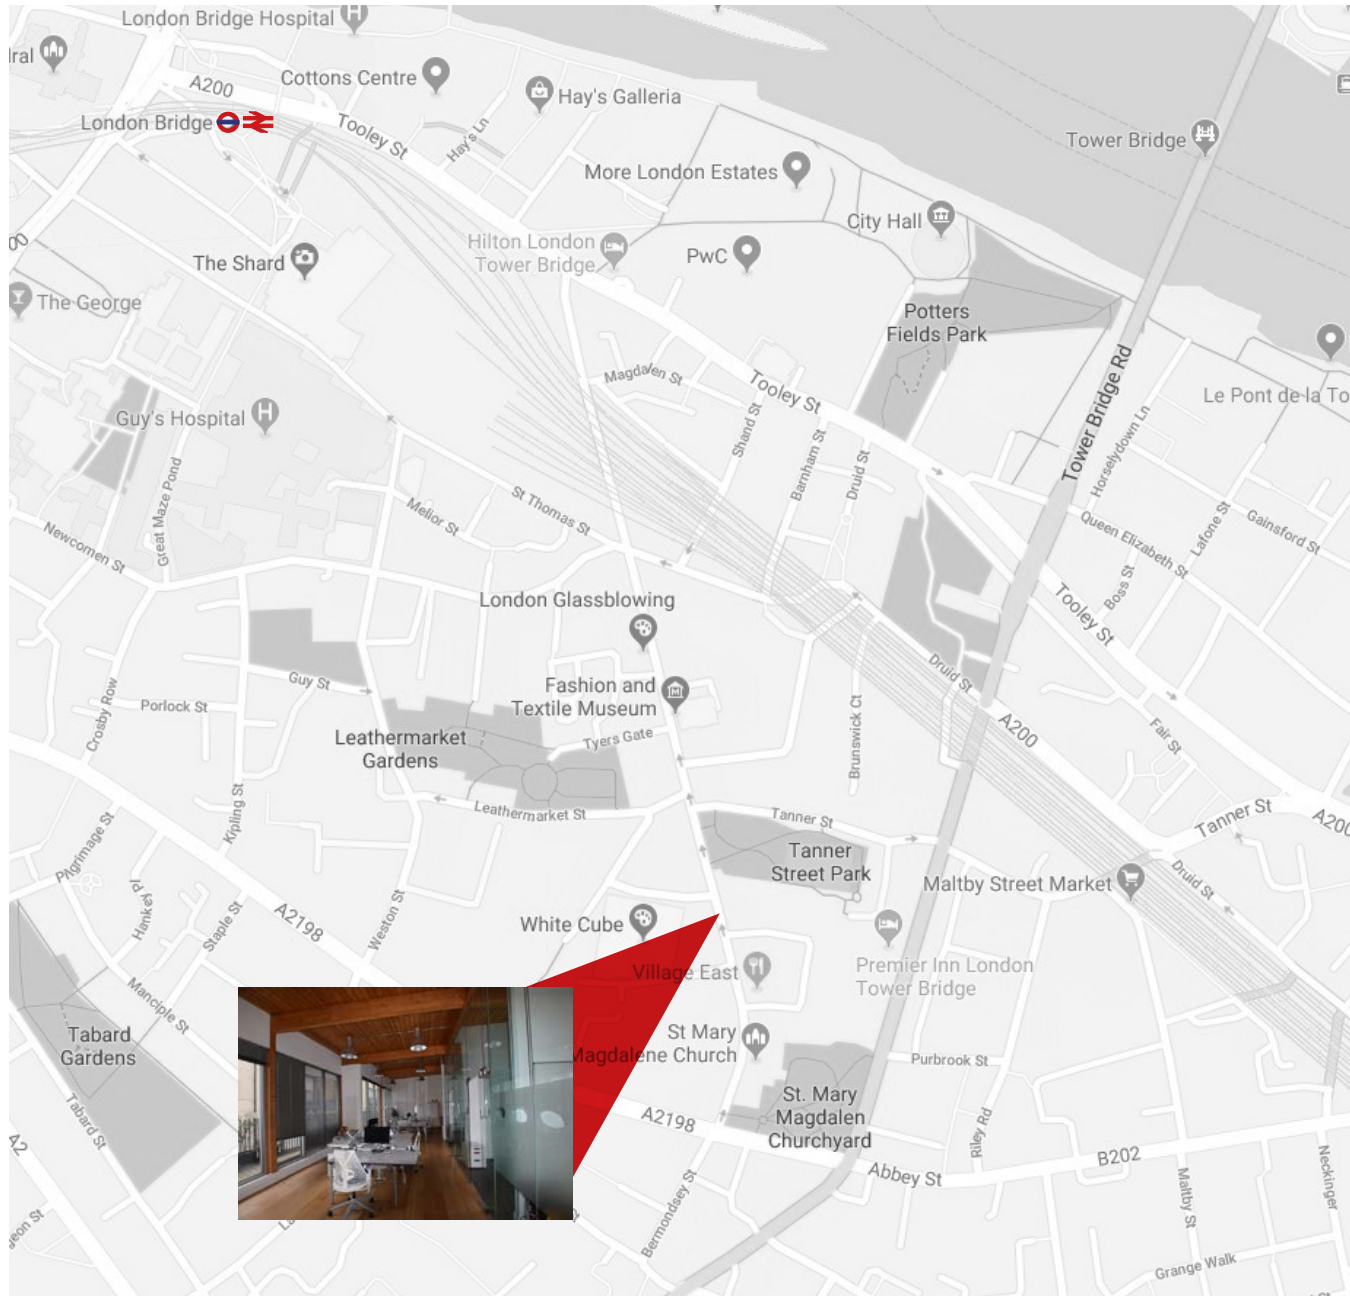 London Bridge Hospital
Cottons Centre
A200
Hay's Galleria
London Bridge
Tooley St
Hay's Ln
Tower Bridge
More London Estates
City Hall
Hilton London
Tower Bridge
PwC
The Shard
The George
Potters
Fields Park
Magdalen St
Tooley St
Tower Bridge Rd
Le Pont de la To
Guy's Hospital
Shand St
Barnham St
Druid St
Horselydown Ln
Great Maze Pond
Melior St
St Thomas St
Newcomen St
Queen Elizabeth St
Lafone St
Gainsford St
Boss St
Tooley St
London Glassblowing
Guy St
Druid St
Fashion and
Textile Museum
Porlock St
Crosby Row
Leathermarket
Gardens
Tyers Gate
Brunswick Ct
A200
Fair St
Kipling St
Leathermarket St
Tanner St
Tanner St
A200
Pilgrimage St
Tanner
Street Park
Maltby Street Market
Druid St
Hankey Pl
Staple St
A2198
Weston St
White Cube
Village East
Premier Inn London
Tower Bridge
Manciple St
Tabard
Gardens
St Mary
Magdalene Church
Purbrook St
Tabard St
A2
A2198
St. Mary
Magdalen
Churchyard
Riley Rd
Abbey St
B202
Maltby St
Neckinger
Bermondsey St
Grange Walk